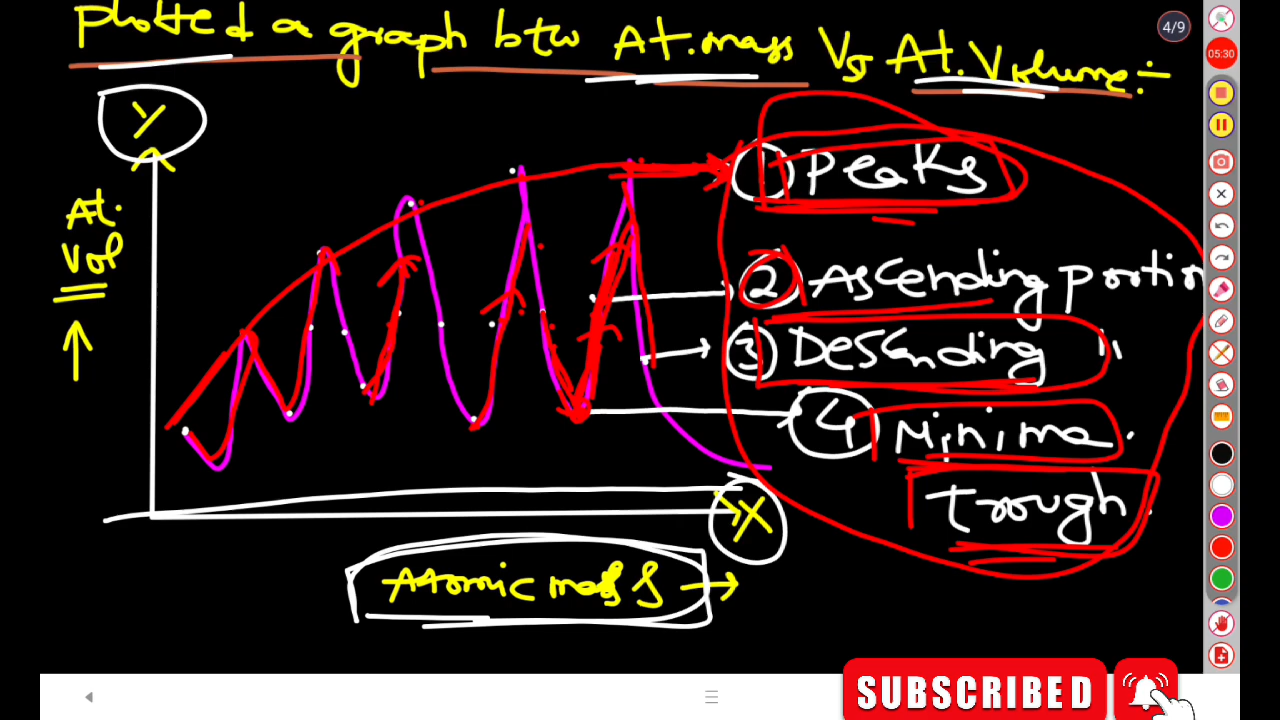 plotted a graph btw At.mass Vs At.Volume:-
4/9
05:30
Y
At.
Vol
① Peaks
② Ascending portion
③ Descending "
④ Minima.
Trough.
X
Atomic mass
SUBSCRIBED